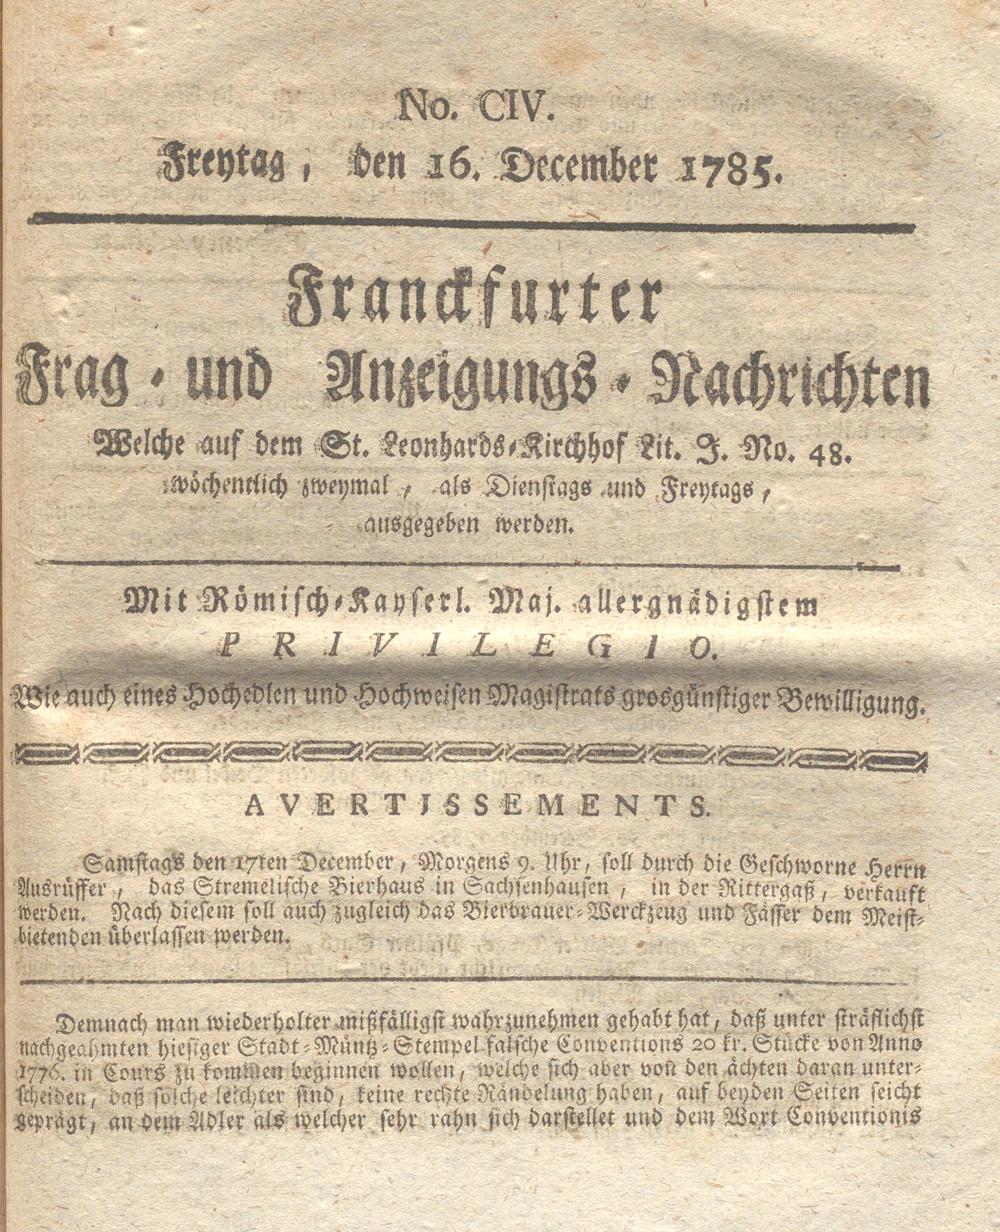 No. CIV.
Freytag, den 16. December 1785.
Franckfurter
Frag- und Anzeigungs-Nachrichten
Welche auf dem St. Leonhards-Kirchhof Lit. J. No. 48.
wöchentlich zweymal, als Dienstags und Freytags,
ausgegeben werden.
Mit Römisch-Kayserl. Maj. allergnädigstem
PRIVILEGIO.
Wie auch eines Hochedlen und Hochweisen Magistrats grosgünstiger Bewilligung.
AVERTISSEMENTS.
Samstags den 17ten December, Morgens 9. Uhr, soll durch die Geschworne Herrn
Ausrüffer, das Stremelische Bierhaus in Sachsenhausen, in der Rittergaß, verkauft
werden. Nach diesem soll auch zugleich das Bierbrauer-Werckzeug und Fässer dem Meist-
bietenden überlassen werden.
Demnach man wiederholter mißfälligst wahrzunehmen gehabt hat, daß unter sträflichst
nachgeahmten hiesiger Stadt-Müntz-Stempel falsche Conventions 20 kr. Stücke von Anno
1776. in Cours zu kommen beginnen wollen, welche sich aber von den ächten daran unter-
scheiden, daß solche leichter sind, keine rechte Rändelung haben, auf beyden Seiten seicht
geprägt, an dem Adler als welcher sehr rahn sich darstellet und dem Wort Conventionis